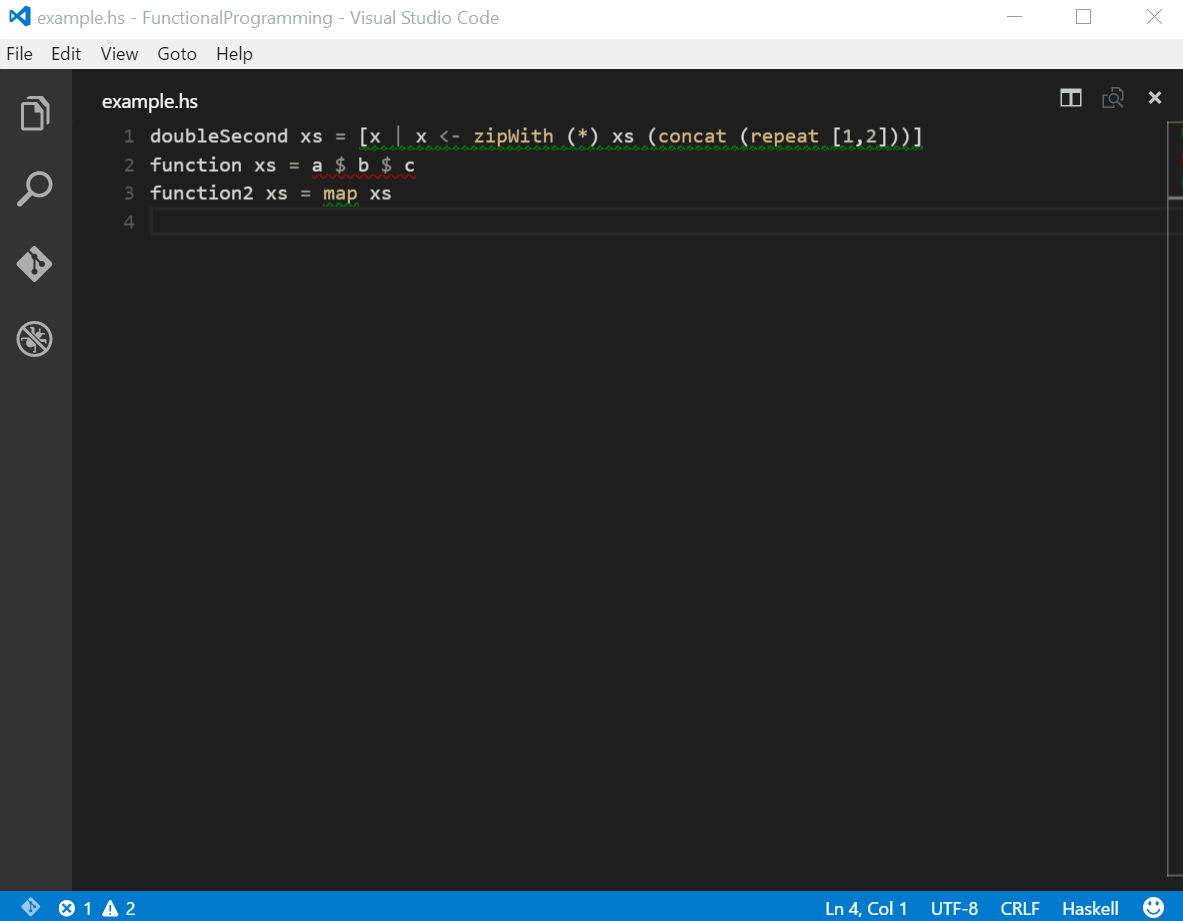 example.hs - FunctionalProgramming - Visual Studio Code
File Edit View Goto Help
example.hs
1 doubleSecond xs = [x | x <- zipWith (*) xs (concat (repeat [1,2]))]
2 function xs = a $ b $ c
3 function2 xs = map xs
4
1 2 Ln 4, Col 1 UTF-8 CRLF Haskell